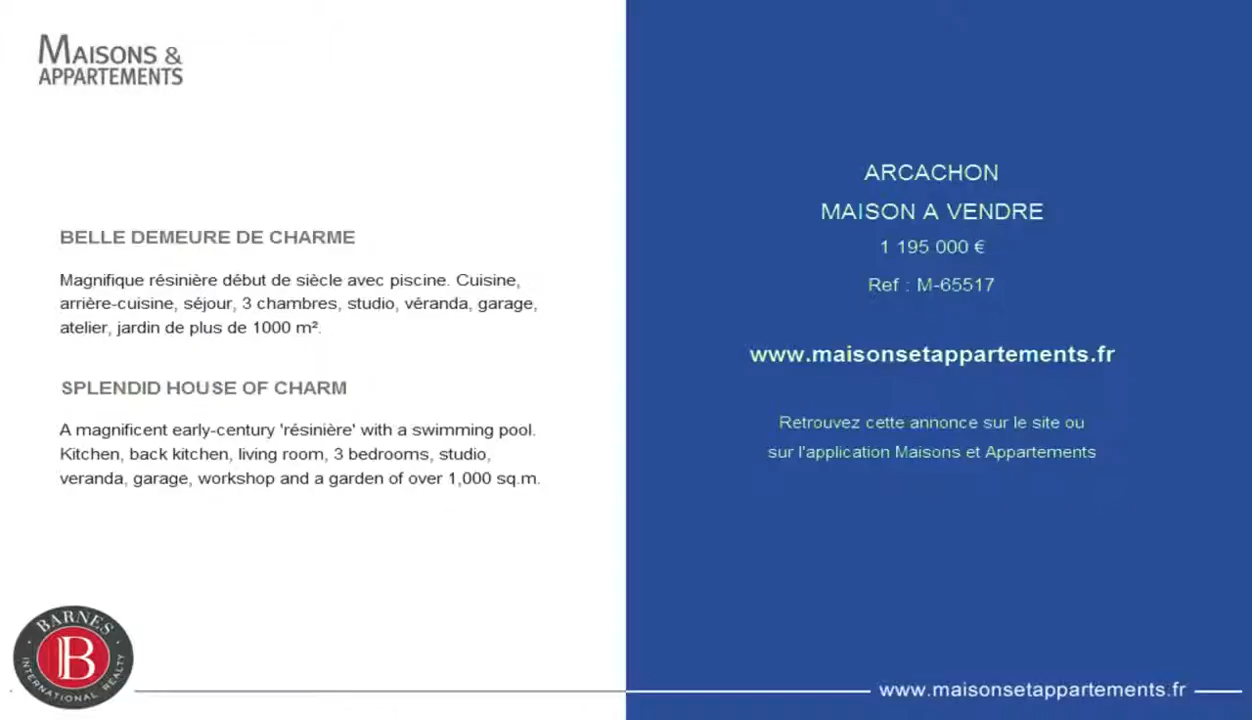 MAISONS &
APPARTEMENTS
BELLE DEMEURE DE CHARME
Magnifique résinière début de siècle avec piscine. Cuisine,
arrière-cuisine, séjour, 3 chambres, studio, véranda, garage,
atelier, jardin de plus de 1000 m².
SPLENDID HOUSE OF CHARM
A magnificent early-century 'résinière' with a swimming pool.
Kitchen, back kitchen, living room, 3 bedrooms, studio,
veranda, garage, workshop and a garden of over 1,000 sq.m.
BARNES
B
INTERNATIONAL REALTY
ARCACHON
MAISON A VENDRE
1 195 000 €
Ref : M-65517
www.maisonsetappartements.fr
Retrouvez cette annonce sur le site ou
sur l'application Maisons et Appartements
www.maisonsetappartements.fr